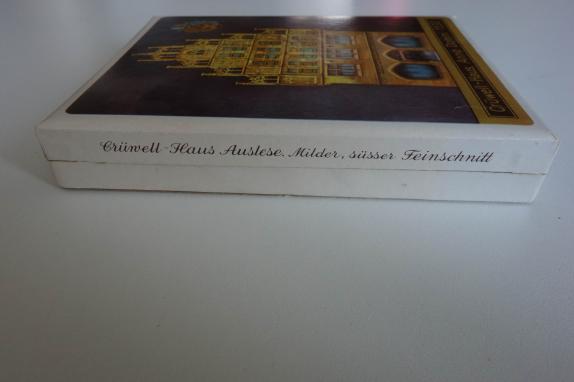 Crüwell-Haus Auslese. Milder, süsser Feinschnitt